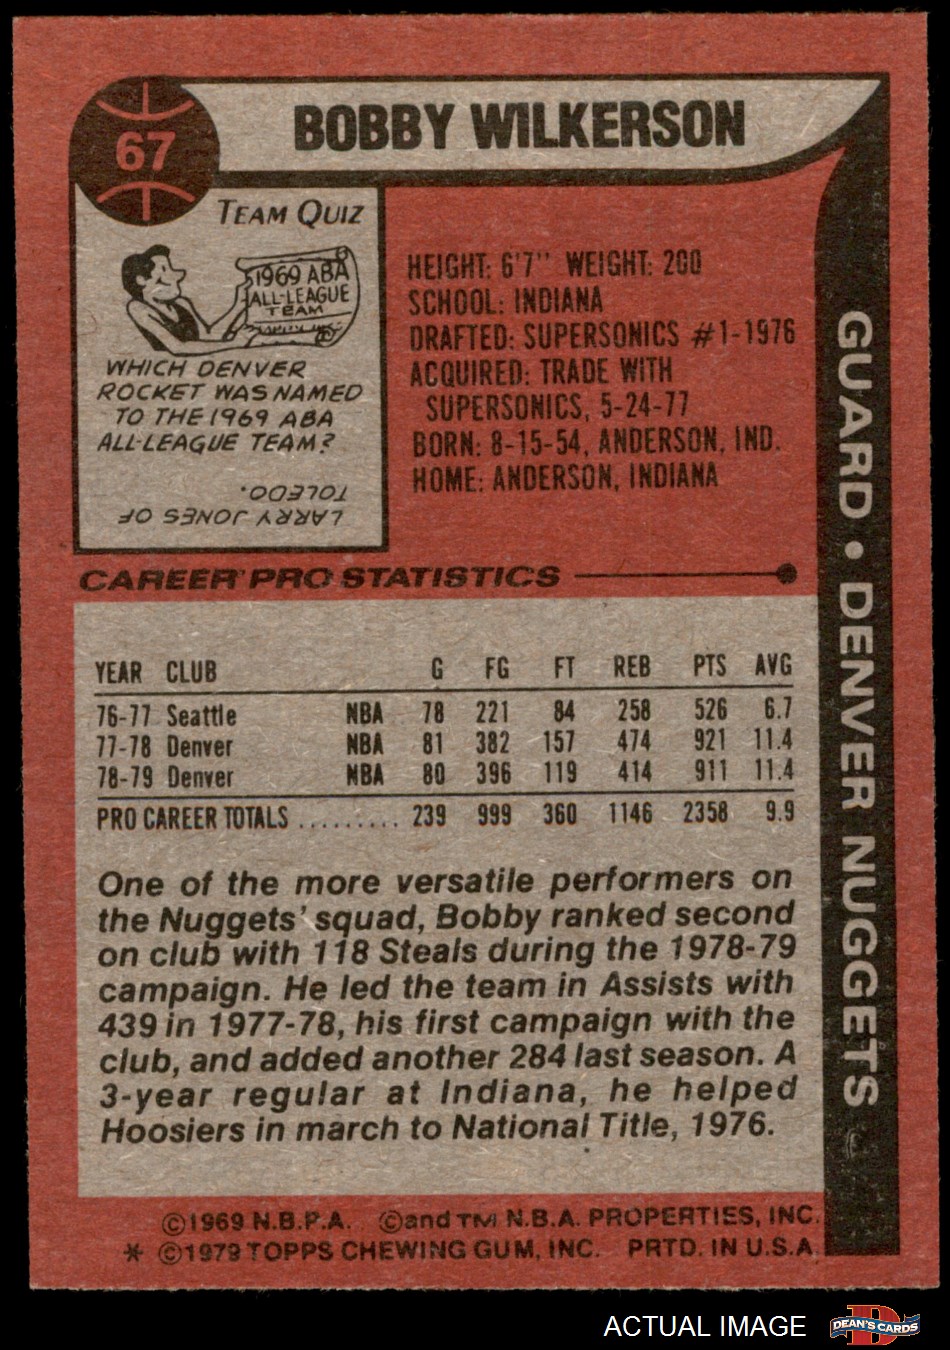 67
BOBBY WILKERSON
TEAM QUIZ
1969 ABA
ALL-LEAGUE
TEAM
WHICH DENVER
ROCKET WAS NAMED
TO THE 1969 ABA
ALL-LEAGUE TEAM?
LARRY JONES OF
TOLEDO.
HEIGHT: 6'7" WEIGHT: 200
SCHOOL: INDIANA
DRAFTED: SUPERSONICS #1-1976
ACQUIRED: TRADE WITH
SUPERSONICS, 5-24-77
BORN: 8-15-54, ANDERSON, IND.
HOME: ANDERSON, INDIANA
GUARD • DENVER NUGGETS
CAREER PRO STATISTICS
YEAR CLUB G FG FT REB PTS AVG
76-77 Seattle NBA 78 221 84 258 526 6.7
77-78 Denver NBA 81 382 157 474 921 11.4
78-79 Denver NBA 80 396 119 414 911 11.4
PRO CAREER TOTALS ......... 239 999 360 1146 2358 9.9
One of the more versatile performers on
the Nuggets' squad, Bobby ranked second
on club with 118 Steals during the 1978-79
campaign. He led the team in Assists with
439 in 1977-78, his first campaign with the
club, and added another 284 last season. A
3-year regular at Indiana, he helped
Hoosiers in march to National Title, 1976.
©1969 N.B.P.A. ©and TM N.B.A. PROPERTIES, INC.
* ©1979 TOPPS CHEWING GUM, INC. PRTD. IN U.S.A.
ACTUAL IMAGE
DEAN'S CARDS